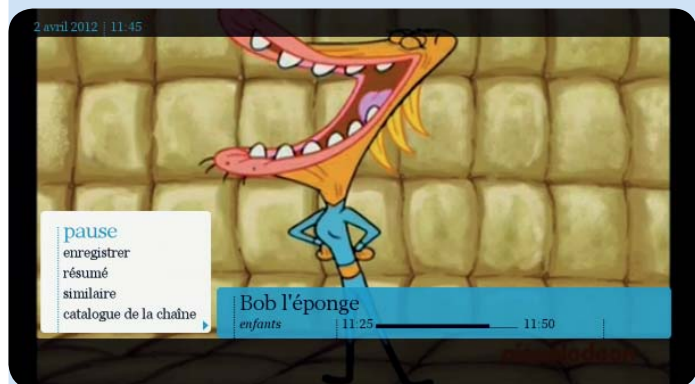 2 avril 2012 | 11:45
pause
enregistrer
résumé
similaire
catalogue de la chaîne
Bob l'éponge
enfants 11:25 11:50
nickelodeon